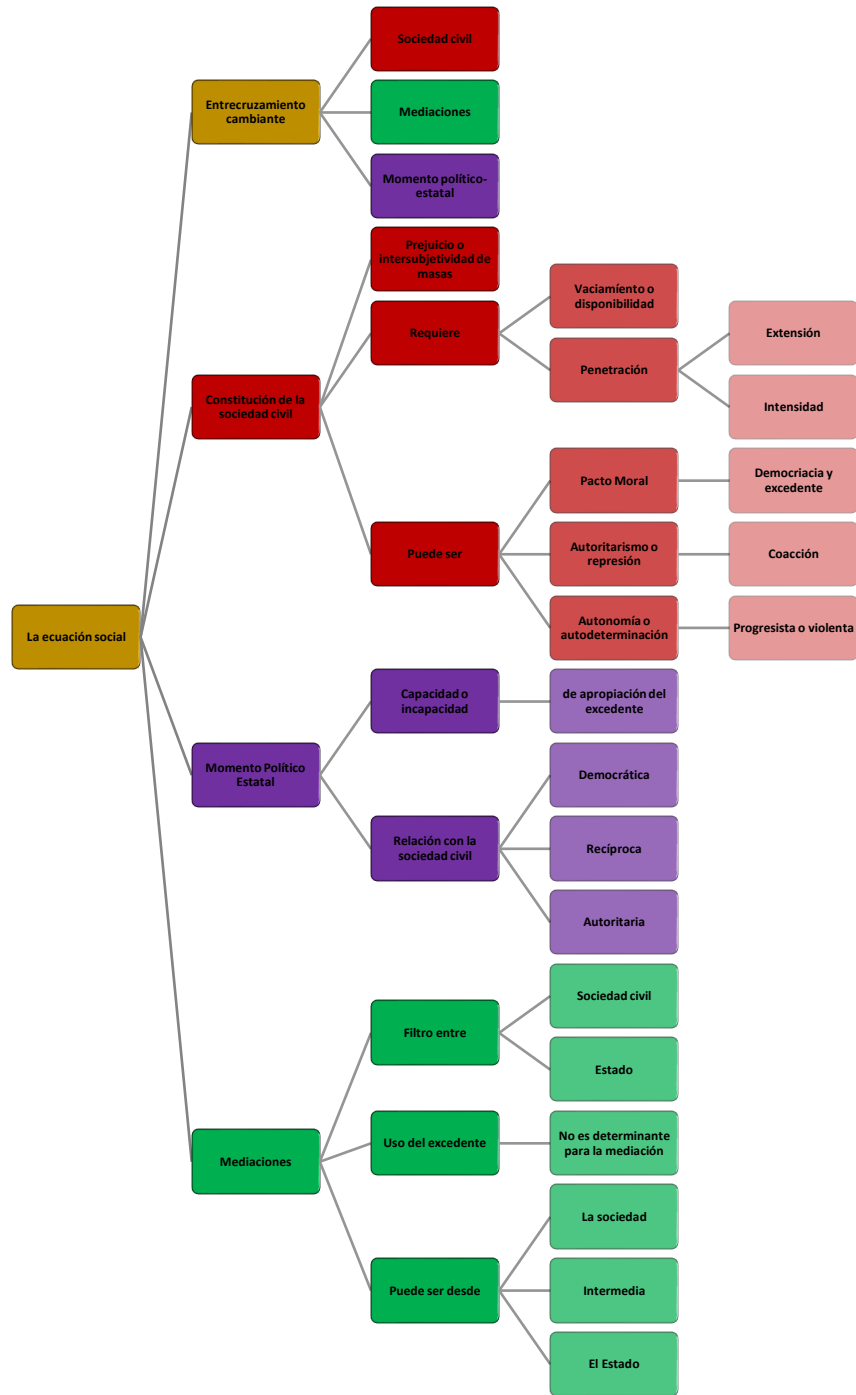 Sociedad civil
Entrecruzamiento
cambiante
Mediaciones
Momento político-
estatal
Prejuicio o
intersubjetividad de
masas
Vaciamiento o
disponibilidad
Requiere
Extensión
Penetración
Constitución de la
sociedad civil
Intensidad
Pacto Moral
Democriacia y
excedente
Puede ser
Autoritarismo o
represión
Coacción
Autonomía o
autodeterminación
Progresista o violenta
La ecuación social
Capacidad o
incapacidad
de apropiación del
excedente
Momento Político
Estatal
Democrática
Relación con la
sociedad civil
Recíproca
Autoritaria
Sociedad civil
Filtro entre
Estado
Mediaciones
Uso del excedente
No es determinante
para la mediación
La sociedad
Puede ser desde
Intermedia
El Estado